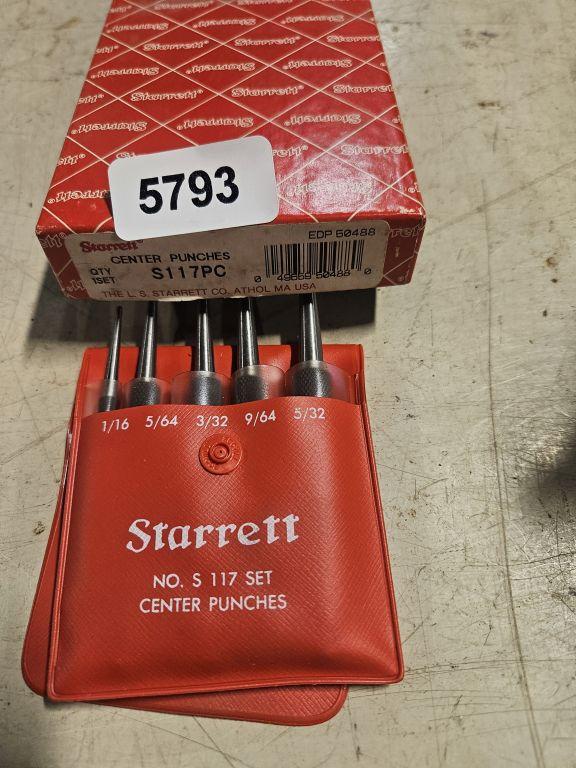 Starrett
5793
Starrett
EDP 50488
CENTER PUNCHES
QTY
1SET
S117PC
0 49659 50488 0
THE L. S. STARRETT CO. ATHOL MA USA
1/16 5/64 3/32 9/64 5/32
Starrett
NO. S 117 SET
CENTER PUNCHES